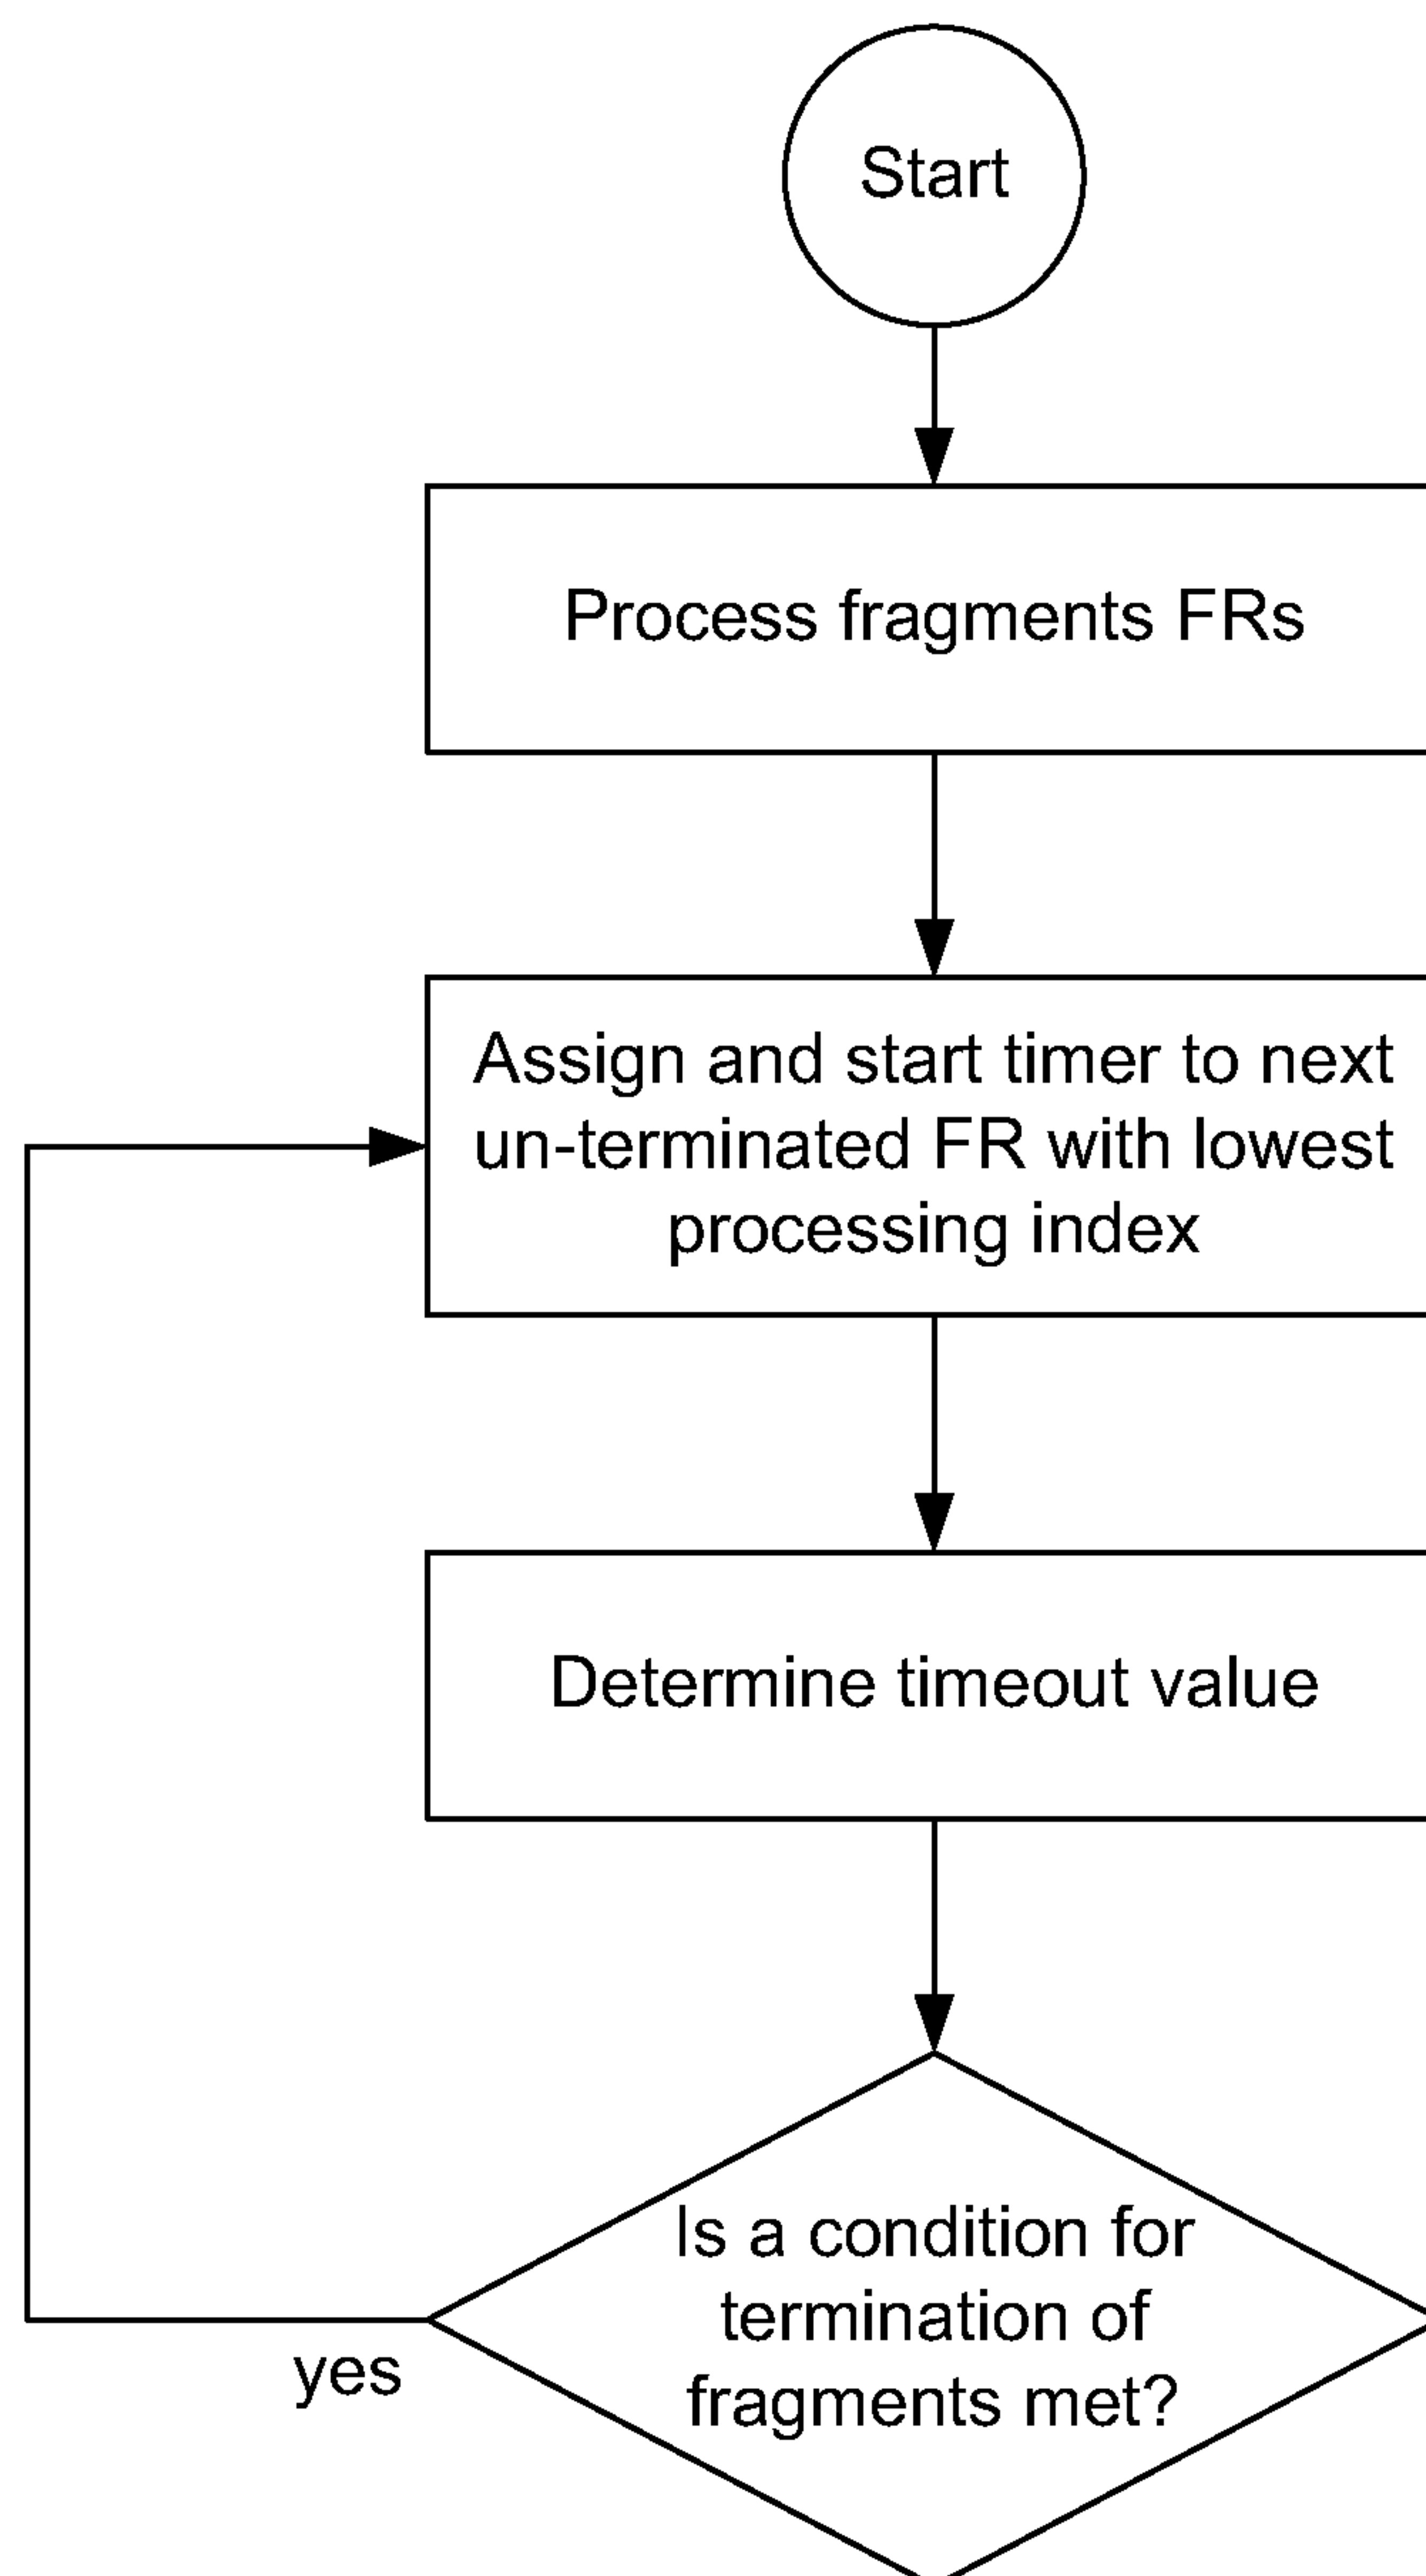 Start
Process fragments FRs
Assign and start timer to next
un-terminated FR with lowest
processing index
Determine timeout value
Is a condition for
termination of
fragments met?
yes